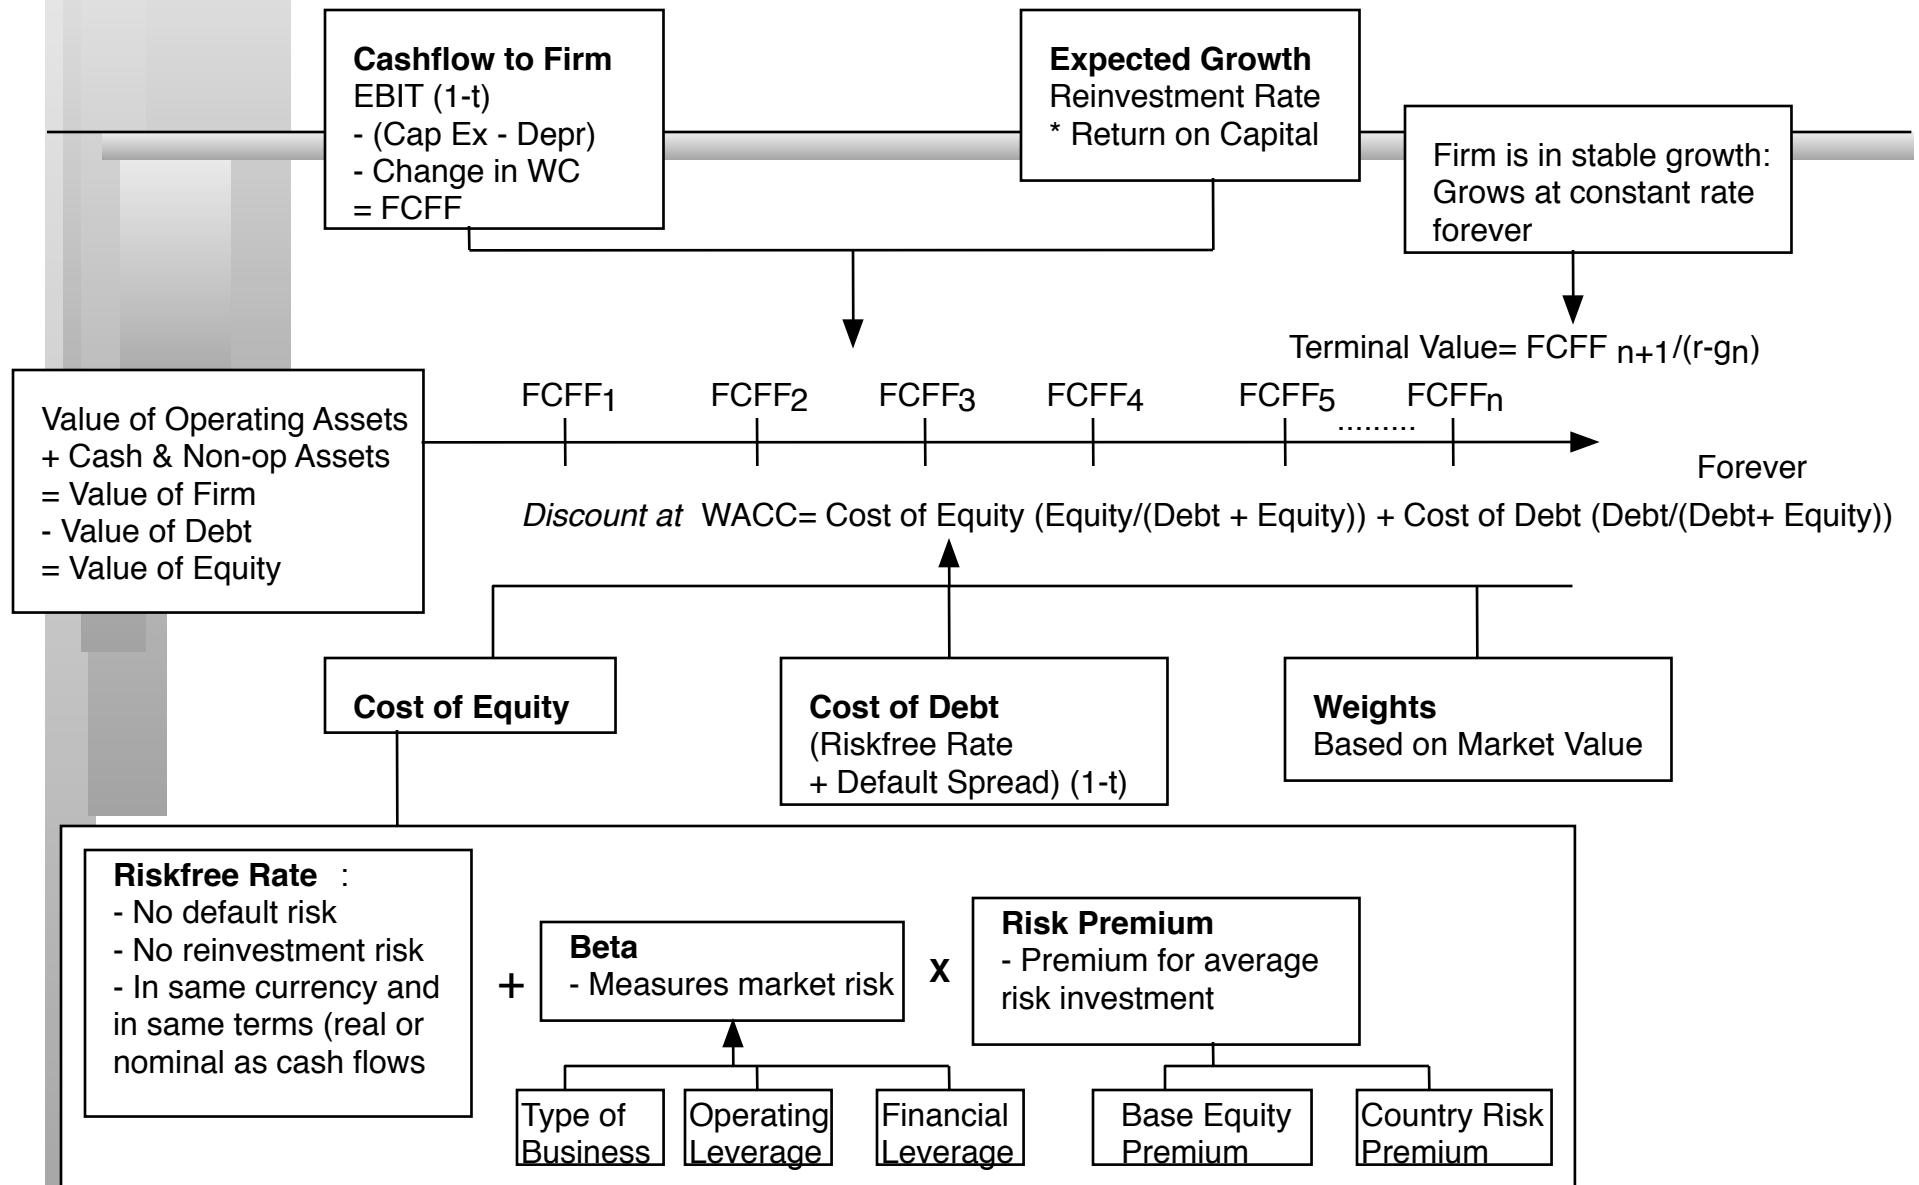 Cashflow to Firm
EBIT (1-t)
- (Cap Ex - Depr)
- Change in WC
= FCFF
Expected Growth
Reinvestment Rate
* Return on Capital
Firm is in stable growth:
Grows at constant rate
forever
Terminal Value= FCFF n+1/(r-gn)
FCFF1 FCFF2 FCFF3 FCFF4 FCFF5 ......... FCFFn
Forever
Value of Operating Assets
+ Cash & Non-op Assets
= Value of Firm
- Value of Debt
= Value of Equity
Discount at WACC= Cost of Equity (Equity/(Debt + Equity)) + Cost of Debt (Debt/(Debt+ Equity))
Cost of Equity
Cost of Debt
(Riskfree Rate
+ Default Spread) (1-t)
Weights
Based on Market Value
Riskfree Rate :
- No default risk
- No reinvestment risk
- In same currency and
in same terms (real or
nominal as cash flows
+
Beta
- Measures market risk
X
Risk Premium
- Premium for average
risk investment
Type of
Business
Operating
Leverage
Financial
Leverage
Base Equity
Premium
Country Risk
Premium